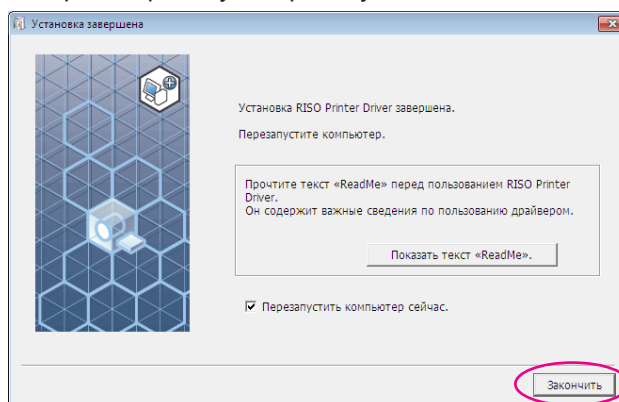 Установка завершена
Установка RISO Printer Driver завершена.
Перезапустите компьютер.
Прочтите текст «ReadMe» перед пользованием RISO Printer
Driver.
Он содержит важные сведения по пользованию драйвером.
Показать текст «ReadMe».
Перезапустить компьютер сейчас.
Закончить